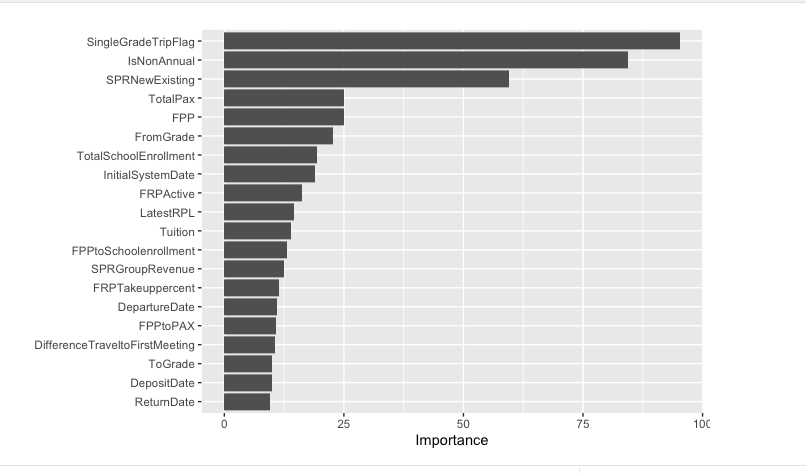 SingleGradeTripFlag
IsNonAnnual
SPRNewExisting
TotalPax
FPP
FromGrade
TotalSchoolEnrollment
InitialSystemDate
FRPActive
LatestRPL
Tuition
FPPtoSchoolenrollment
SPRGroupRevenue
FRPTakeuppercent
DepartureDate
FPPtoPAX
DifferenceTraveltoFirstMeeting
ToGrade
DepositDate
ReturnDate
0 25 50 75 100
Importance